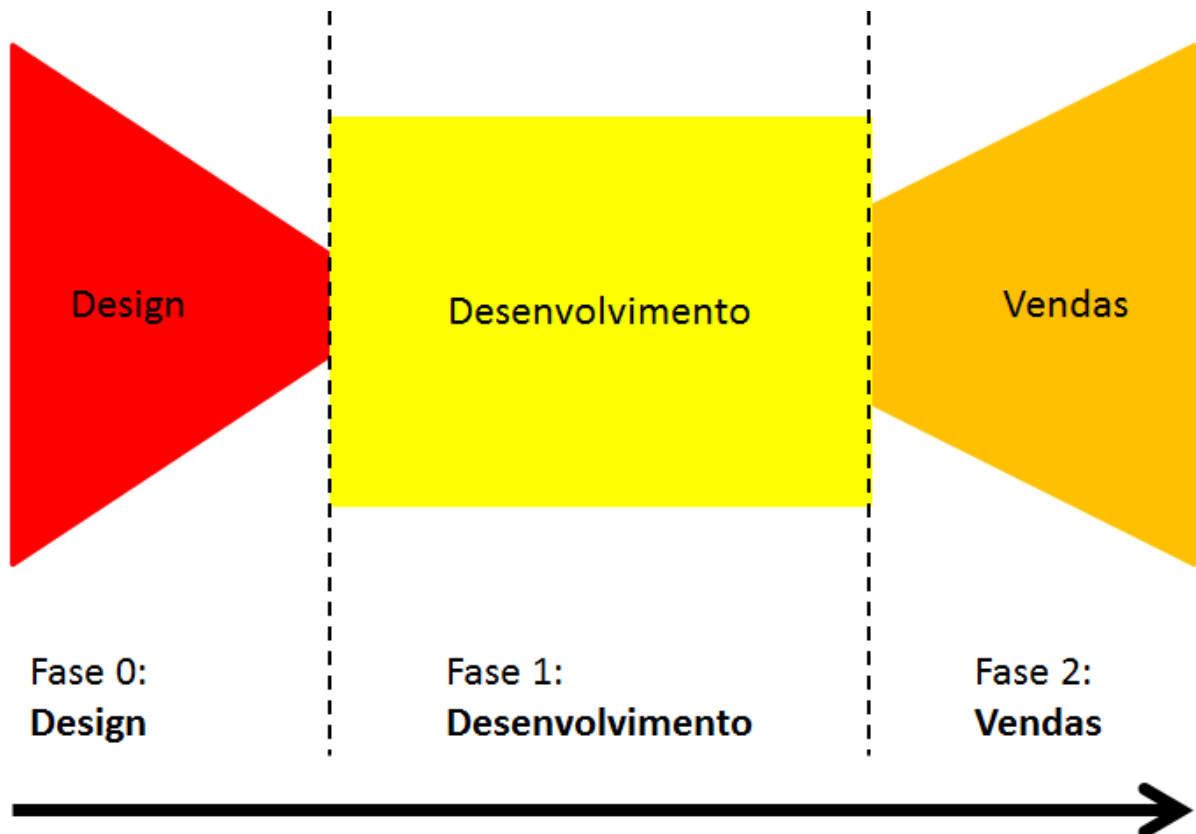 Design
Desenvolvimento
Vendas
Fase 0:
Design
Fase 1:
Desenvolvimento
Fase 2:
Vendas